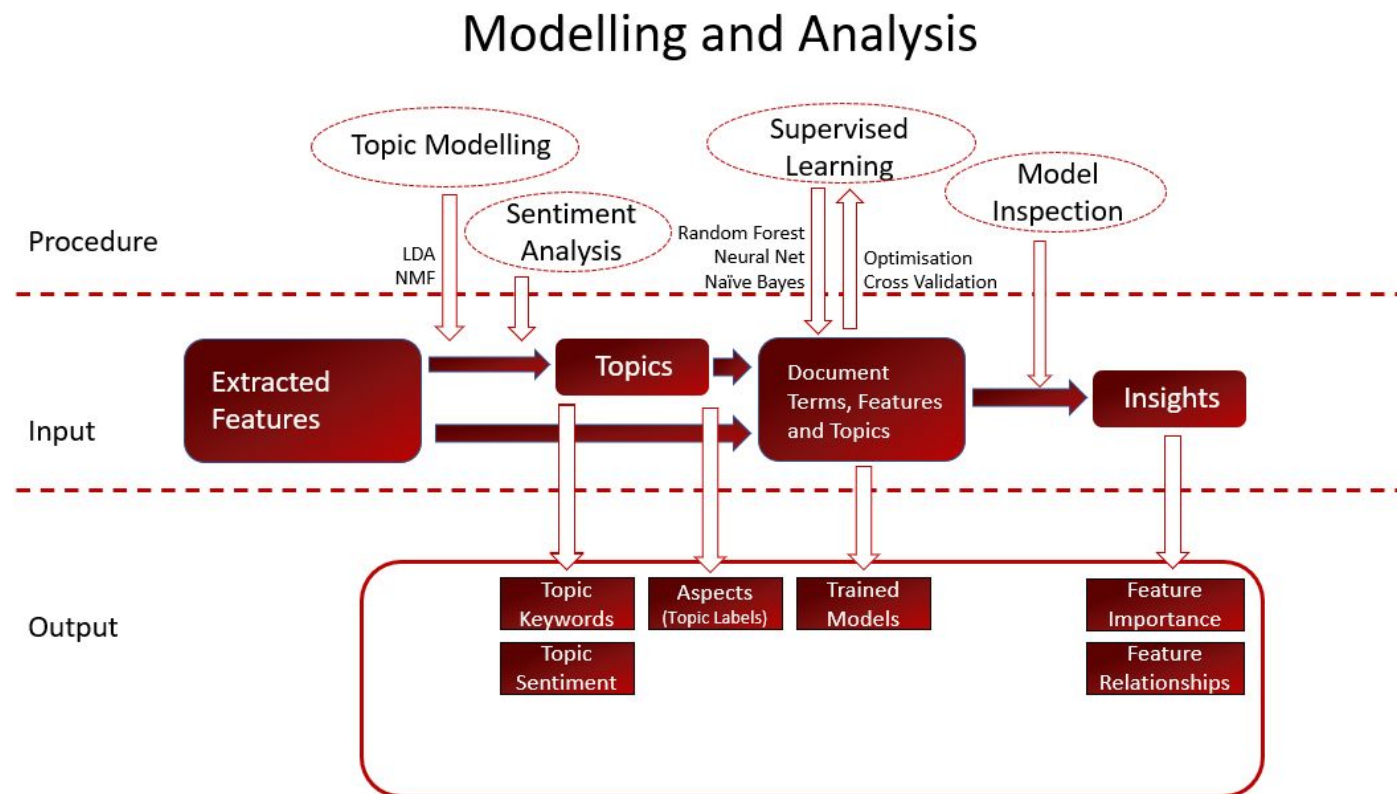 Modelling and Analysis
Topic Modelling
Supervised
Learning
Model
Inspection
Sentiment
Analysis
Procedure
LDA
NMF
Random Forest
Neural Net
Naïve Bayes
Optimisation
Cross Validation
Input
Extracted
Features
Topics
Document
Terms, Features
and Topics
Insights
Output
Topic
Keywords
Topic
Sentiment
Aspects
(Topic Labels)
Trained
Models
Feature
Importance
Feature
Relationships